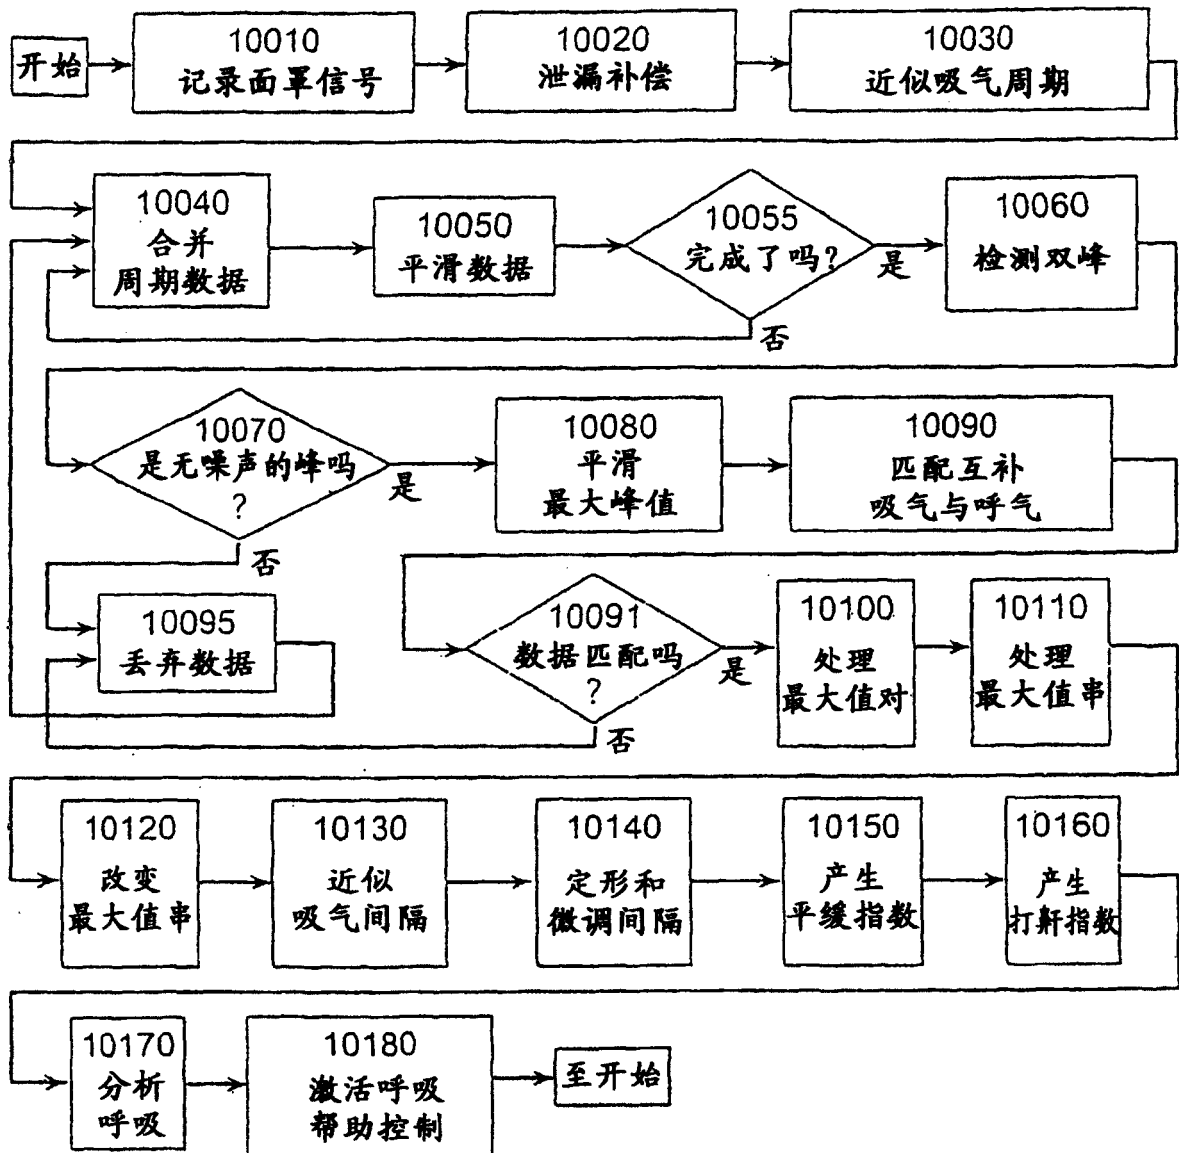 开始
10010
记录面罩信号
10020
泄漏补偿
10030
近似吸气周期
10040
合并
周期数据
10050
平滑数据
10055
完成了吗?
是
否
10060
检测双峰
10070
是无噪声的峰吗
?
是
否
10080
平滑
最大峰值
10090
匹配互补
吸气与呼气
10095
丢弃数据
10091
数据匹配吗
?
是
否
10100
处理
最大值对
10110
处理
最大值串
10120
改变
最大值串
10130
近似
吸气间隔
10140
定形和
微调间隔
10150
产生
平缓指数
10160
产生
打鼾指数
10170
分析
呼吸
10180
激活呼吸
帮助控制
至开始